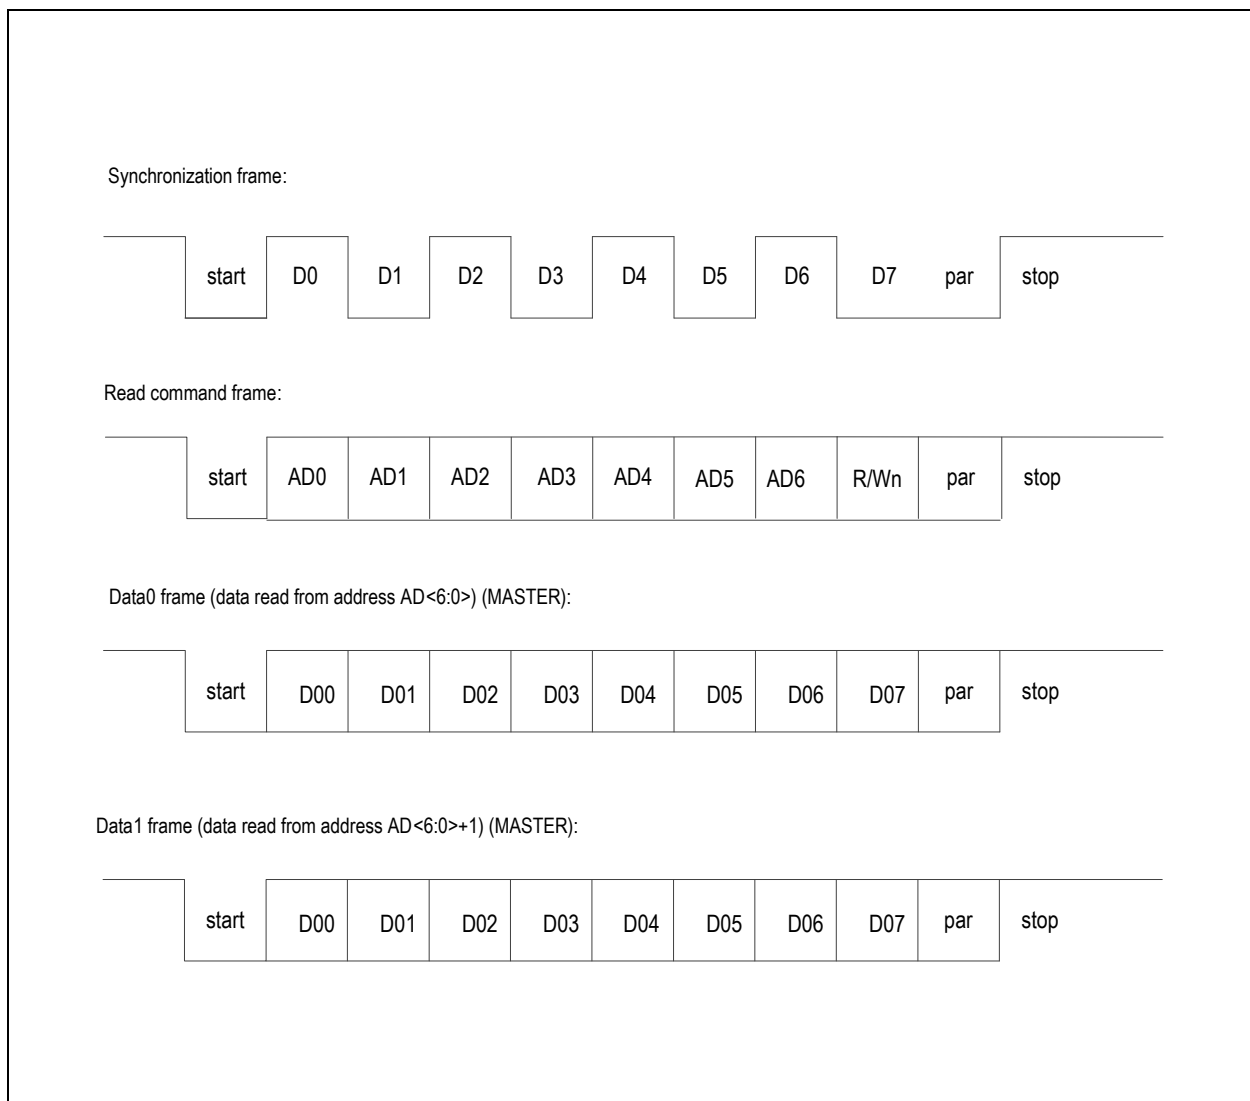 Synchronization frame:
start D0 D1 D2 D3 D4 D5 D6 D7 par stop
Read command frame:
start AD0 AD1 AD2 AD3 AD4 AD5 AD6 R/Wn par stop
Data0 frame (data read from address AD<6:0>) (MASTER):
start D00 D01 D02 D03 D04 D05 D06 D07 par stop
Data1 frame (data read from address AD<6:0>+1) (MASTER):
start D00 D01 D02 D03 D04 D05 D06 D07 par stop